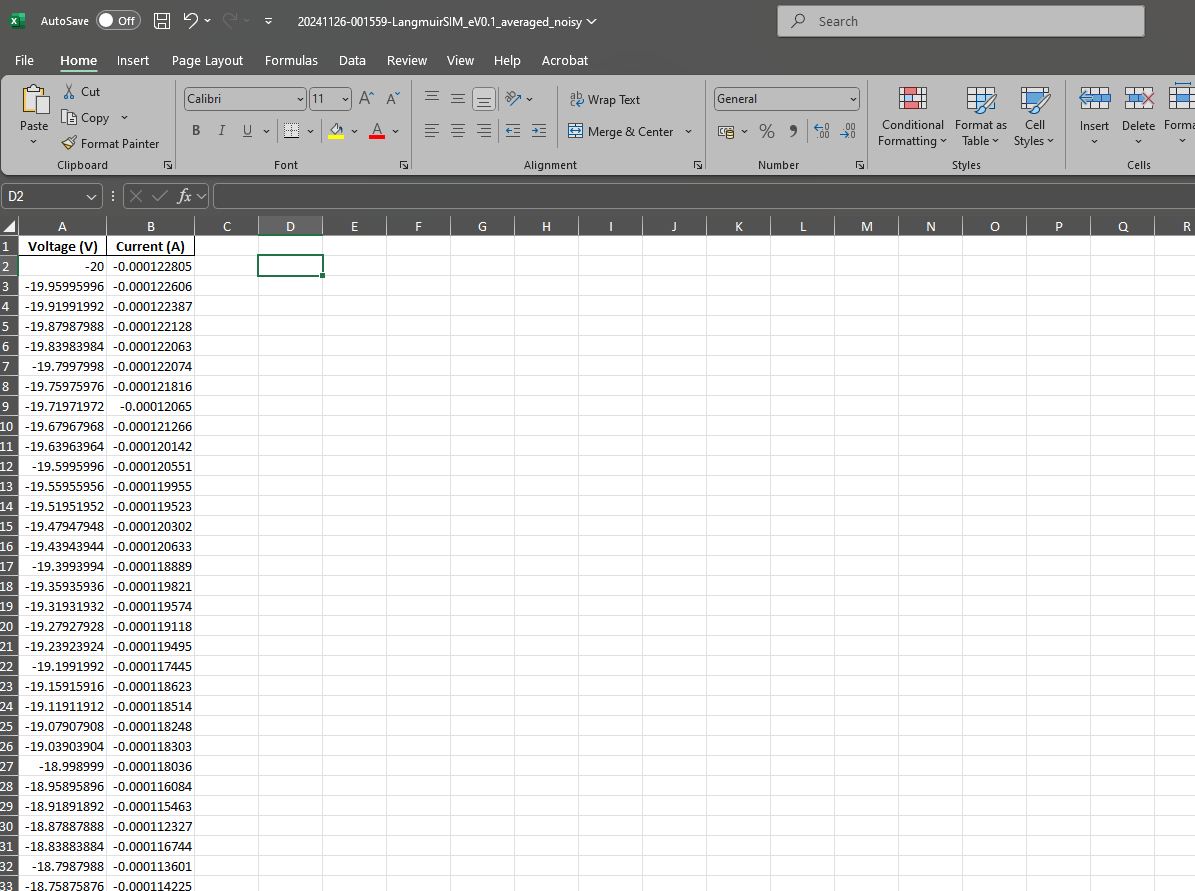 AutoSave Off 20241126-001559-LangmuirSIM_eV0.1_averaged_noisy Search
File Home Insert Page Layout Formulas Data Review View Help Acrobat
Paste Cut Copy Format Painter Clipboard
Calibri 11 A A B I U A Font
ab Wrap Text Merge & Center Alignment
General % Number
Conditional Formatting Format as Table Cell Styles Styles
Insert Delete Forma Cells
D2 fx
A B C D E F G H I J K L M N O P Q R
1 Voltage (V) Current (A)
2 -20 -0.000122805
3 -19.95995996 -0.000122606
4 -19.91991992 -0.000122387
5 -19.87987988 -0.000122128
6 -19.83983984 -0.000122063
7 -19.7997998 -0.000122074
8 -19.75975976 -0.000121816
9 -19.71971972 -0.00012065
10 -19.67967968 -0.000121266
11 -19.63963964 -0.000120142
12 -19.5995996 -0.000120551
13 -19.55955956 -0.000119955
14 -19.51951952 -0.000119523
15 -19.47947948 -0.000120302
16 -19.43943944 -0.000120633
17 -19.3993994 -0.000118889
18 -19.35935936 -0.000119821
19 -19.31931932 -0.000119574
20 -19.27927928 -0.000119118
21 -19.23923924 -0.000119495
22 -19.1991992 -0.000117445
23 -19.15915916 -0.000118623
24 -19.11911912 -0.000118514
25 -19.07907908 -0.000118248
26 -19.03903904 -0.000118303
27 -18.998999 -0.000118036
28 -18.95895896 -0.000116084
29 -18.91891892 -0.000115463
30 -18.87887888 -0.000112327
31 -18.83883884 -0.000116744
32 -18.7987988 -0.000113601
33 -18.75875876 -0.000114225